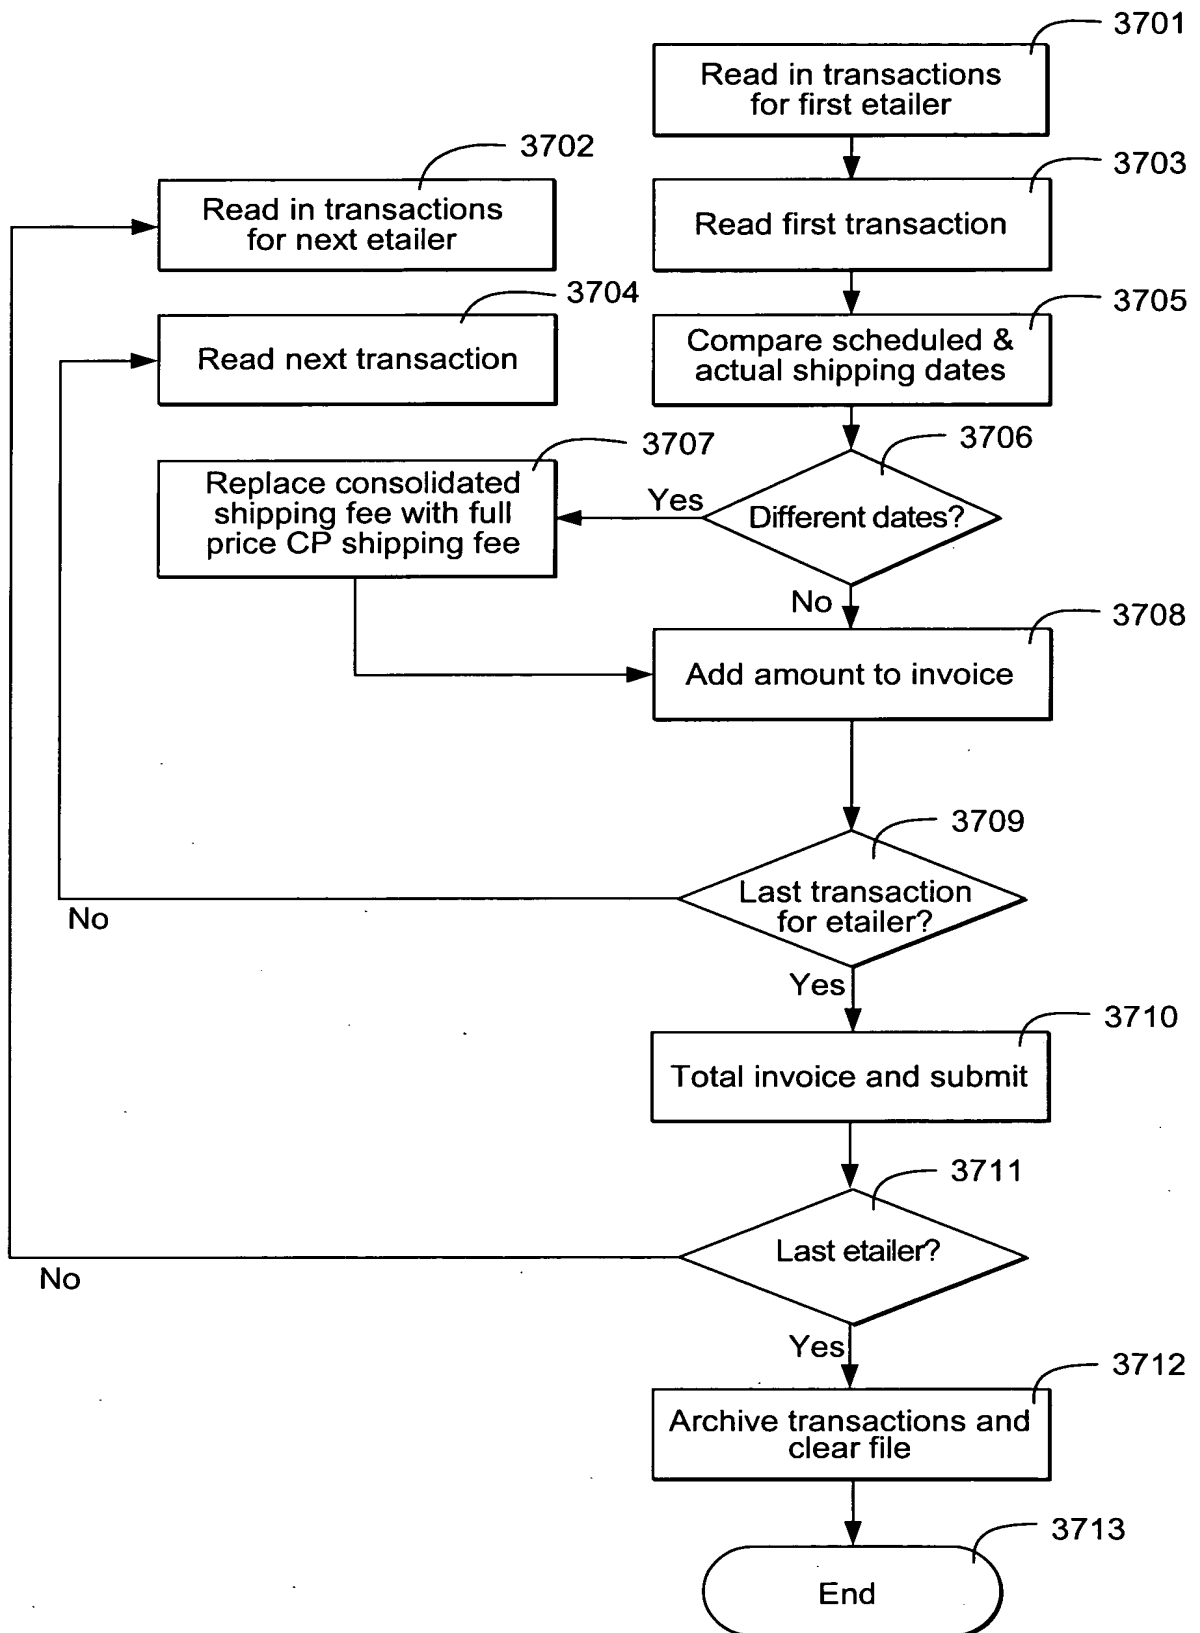 3701
Read in transactions
for first etailer
3702
Read in transactions
for next etailer
3703
Read first transaction
3704
Read next transaction
3705
Compare scheduled &
actual shipping dates
3706
Different dates?
Yes
No
3707
Replace consolidated
shipping fee with full
price CP shipping fee
3708
Add amount to invoice
3709
Last transaction
for etailer?
No
Yes
3710
Total invoice and submit
3711
Last etailer?
No
Yes
3712
Archive transactions and
clear file
3713
End